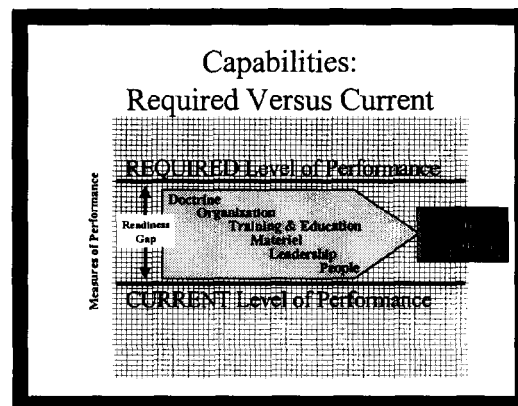 Capabilities:
Required Versus Current
REQUIRED Level of Performance
Measures of Performance
Readiness
Gap
Doctrine
Organization
Training & Education
Materiel
Leadership
People
CURRENT Level of Performance